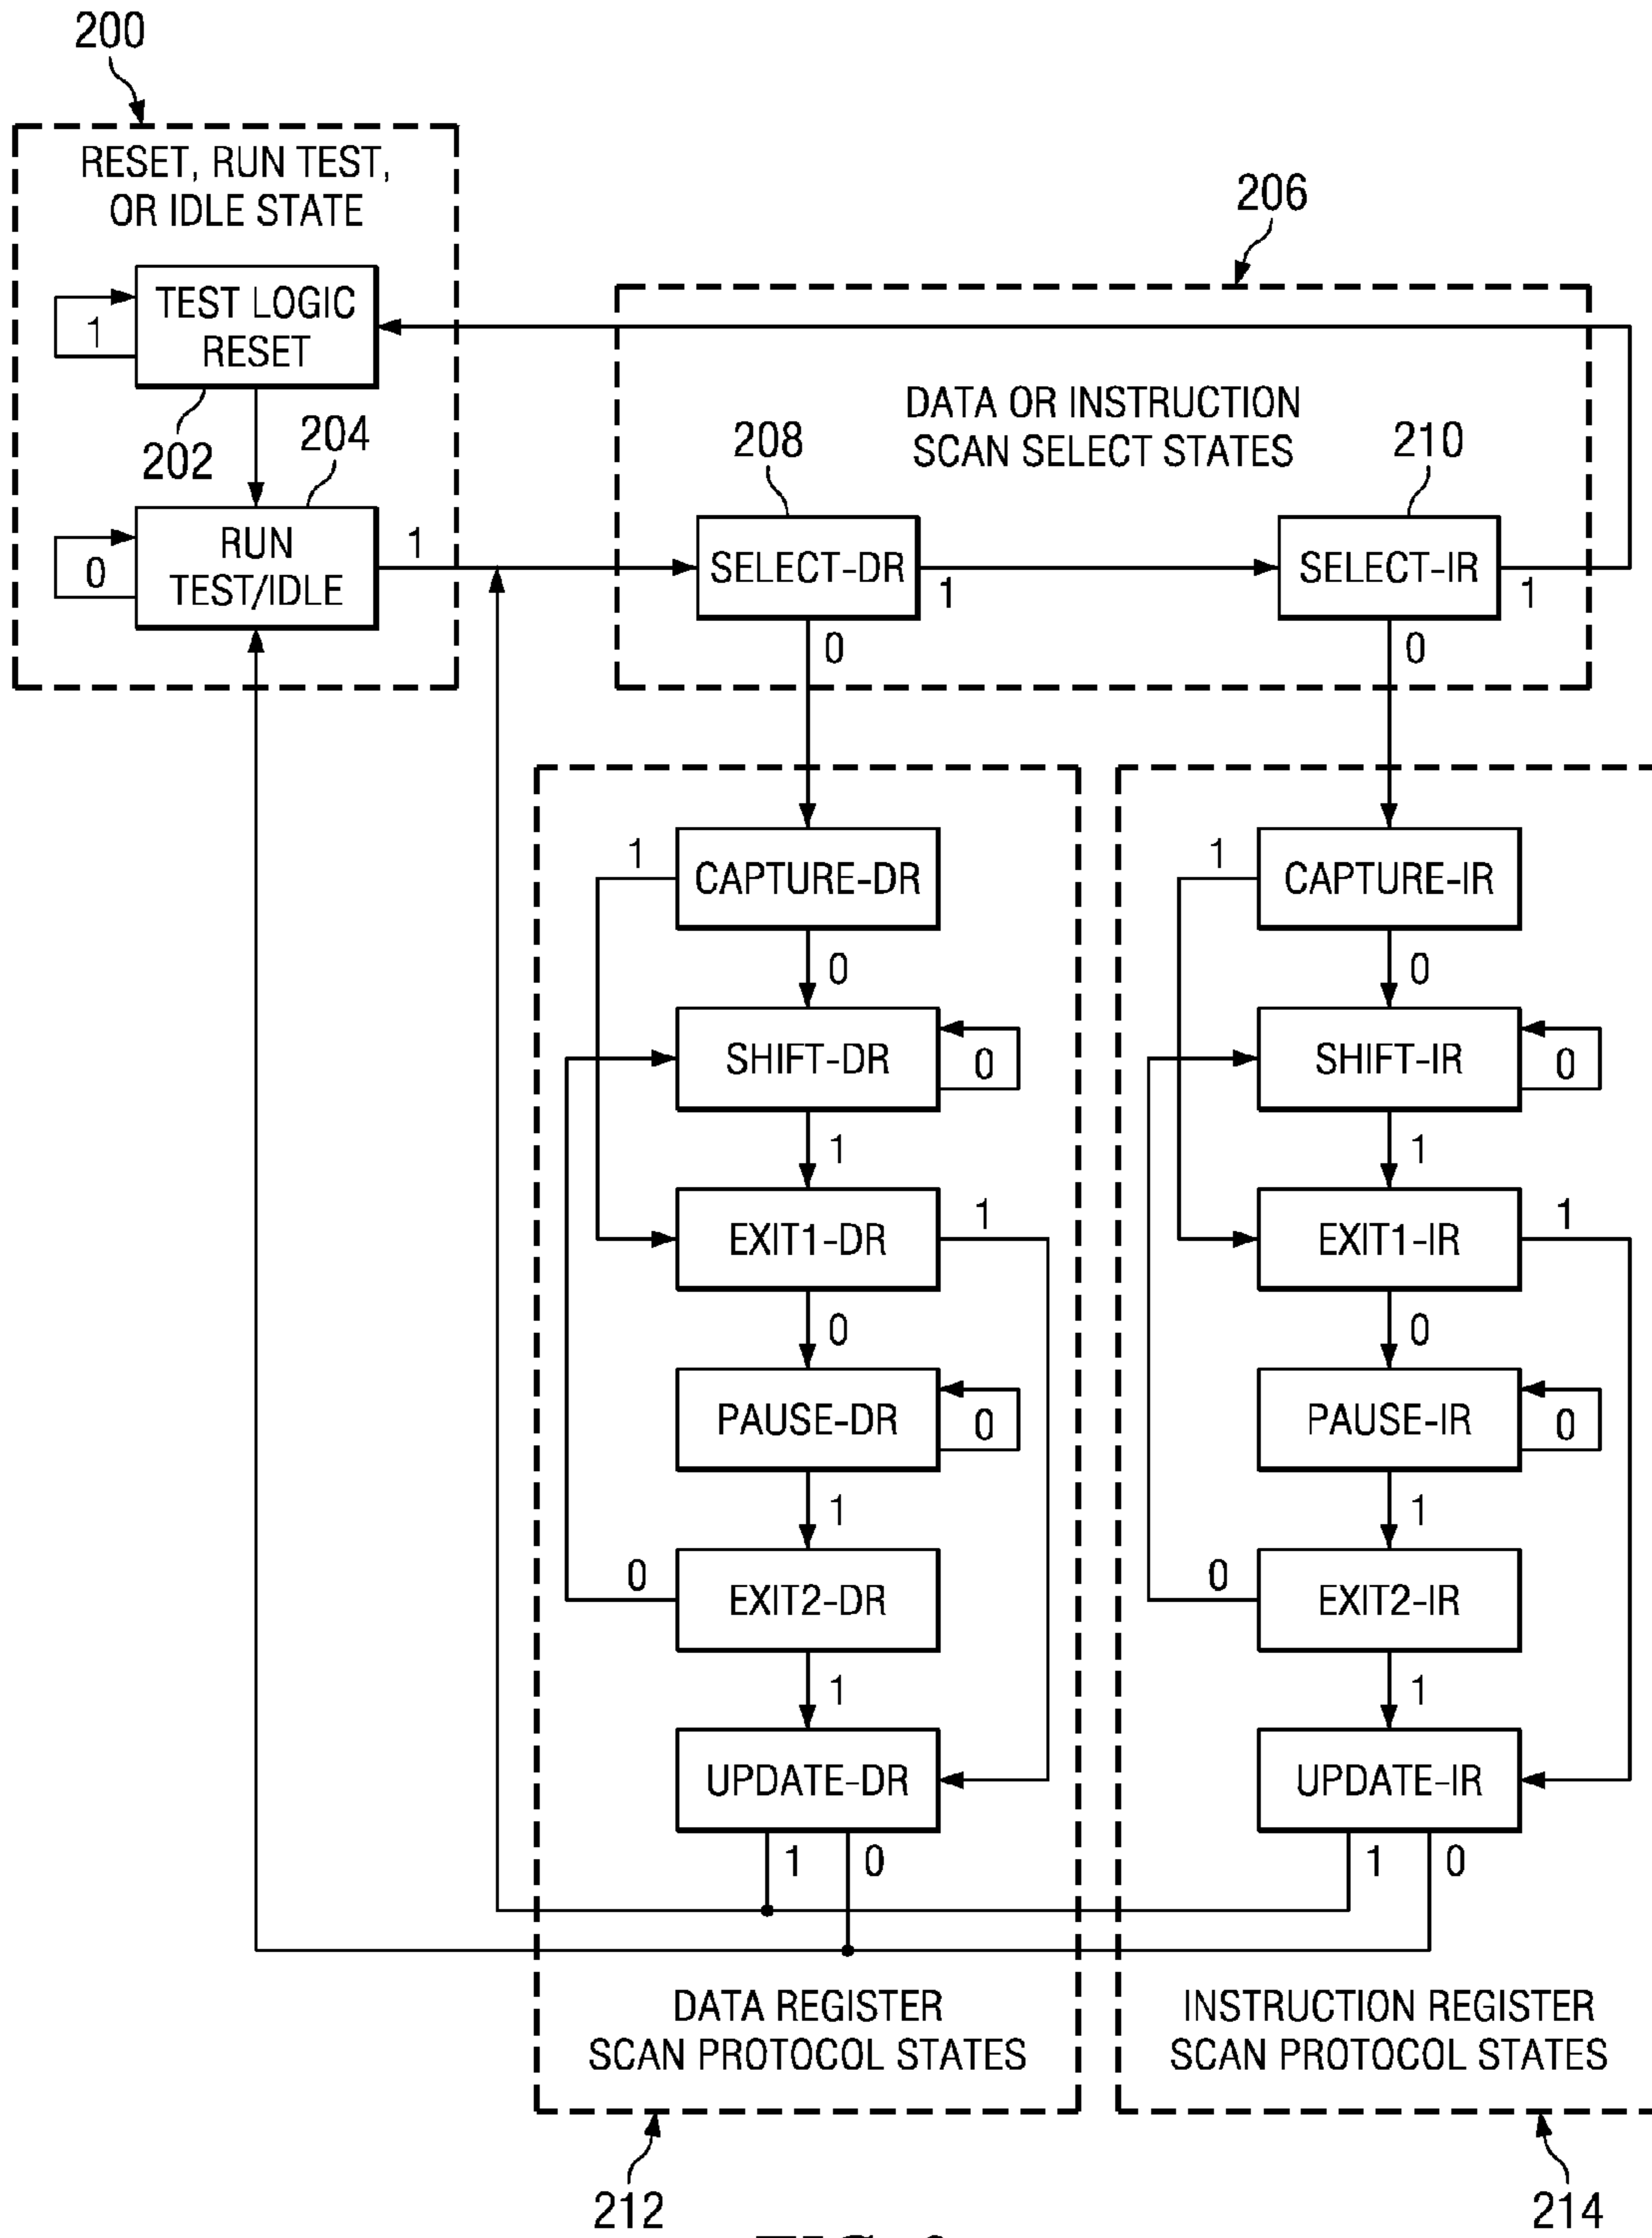 200
RESET, RUN TEST,
OR IDLE STATE
206
TEST LOGIC
RESET
1
202
204
DATA OR INSTRUCTION
SCAN SELECT STATES
208
210
RUN
TEST/IDLE
0
1
SELECT-DR
1
SELECT-IR
1
0
0
1
CAPTURE-DR
0
SHIFT-DR
0
1
EXIT1-DR
1
0
PAUSE-DR
0
1
0
EXIT2-DR
1
UPDATE-DR
1
0
DATA REGISTER
SCAN PROTOCOL STATES
212
1
CAPTURE-IR
0
SHIFT-IR
0
1
EXIT1-IR
1
0
PAUSE-IR
0
1
0
EXIT2-IR
1
UPDATE-IR
1
0
INSTRUCTION REGISTER
SCAN PROTOCOL STATES
214